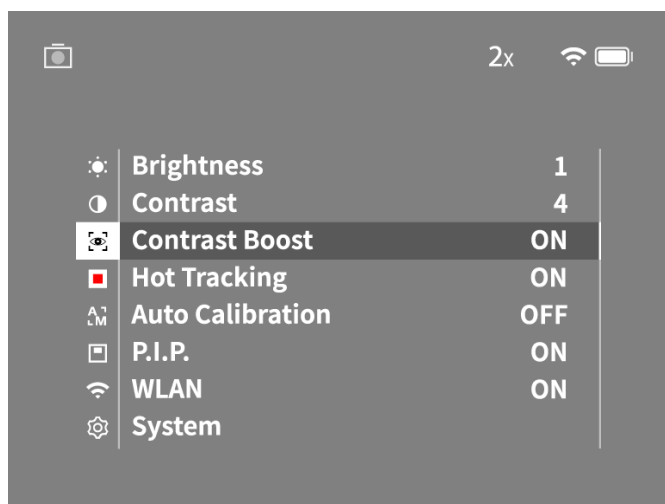 2x
Brightness 1
Contrast 4
Contrast Boost ON
Hot Tracking ON
Auto Calibration OFF
P.I.P. ON
WLAN ON
System